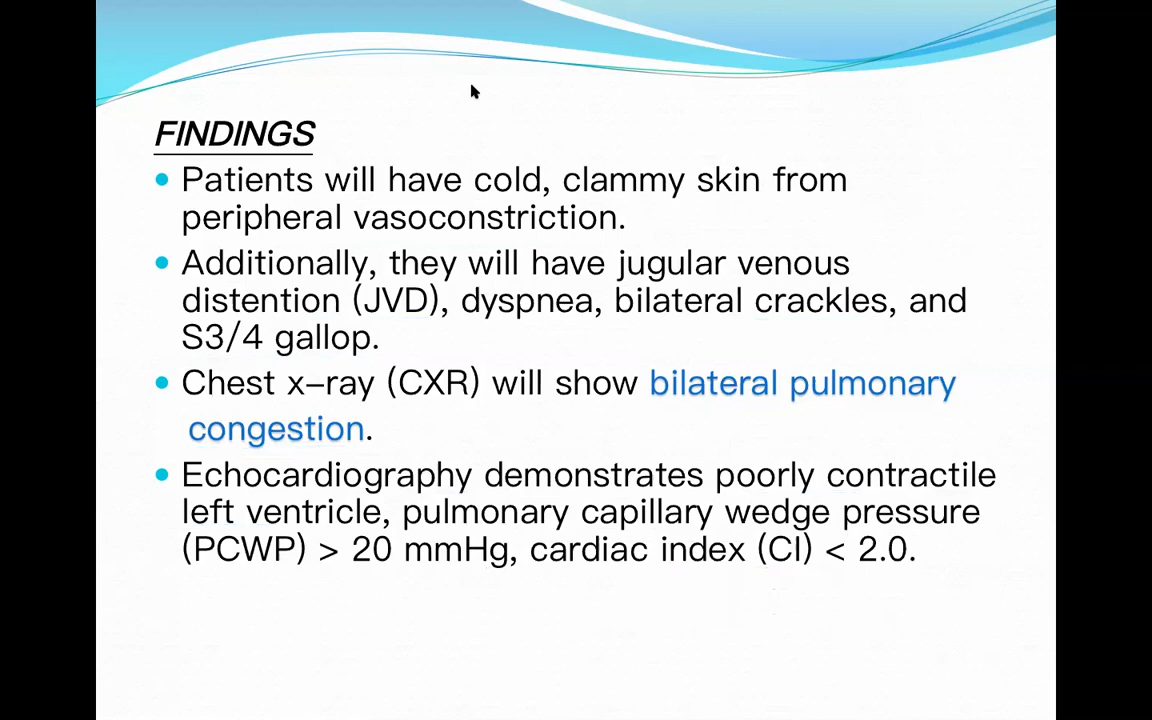 FINDINGS
• Patients will have cold, clammy skin from
peripheral vasoconstriction.
• Additionally, they will have jugular venous
distention (JVD), dyspnea, bilateral crackles, and
S3/4 gallop.
• Chest x-ray (CXR) will show bilateral pulmonary
congestion.
• Echocardiography demonstrates poorly contractile
left ventricle, pulmonary capillary wedge pressure
(PCWP) > 20 mmHg, cardiac index (CI) < 2.0.